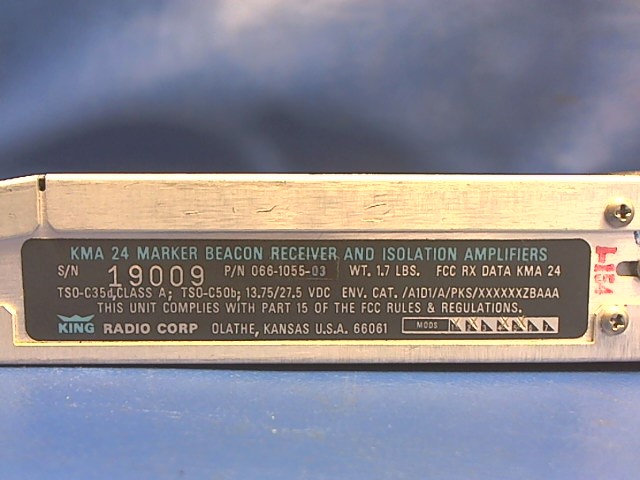 KMA 24 MARKER BEACON RECEIVER AND ISOLATION AMPLIFIERS
S/N 19009 P/N 066-1055-03 WT. 1.7 LBS. FCC RX DATA KMA 24
TSO-C35d,CLASS A; TSO-C50b; 13.75/27.5 VDC ENV. CAT. /A1D1/A/PKS/XXXXXXZBAAA
THIS UNIT COMPLIES WITH PART 15 OF THE FCC RULES & REGULATIONS.
KING RADIO CORP OLATHE, KANSAS U.S.A. 66061 MODS